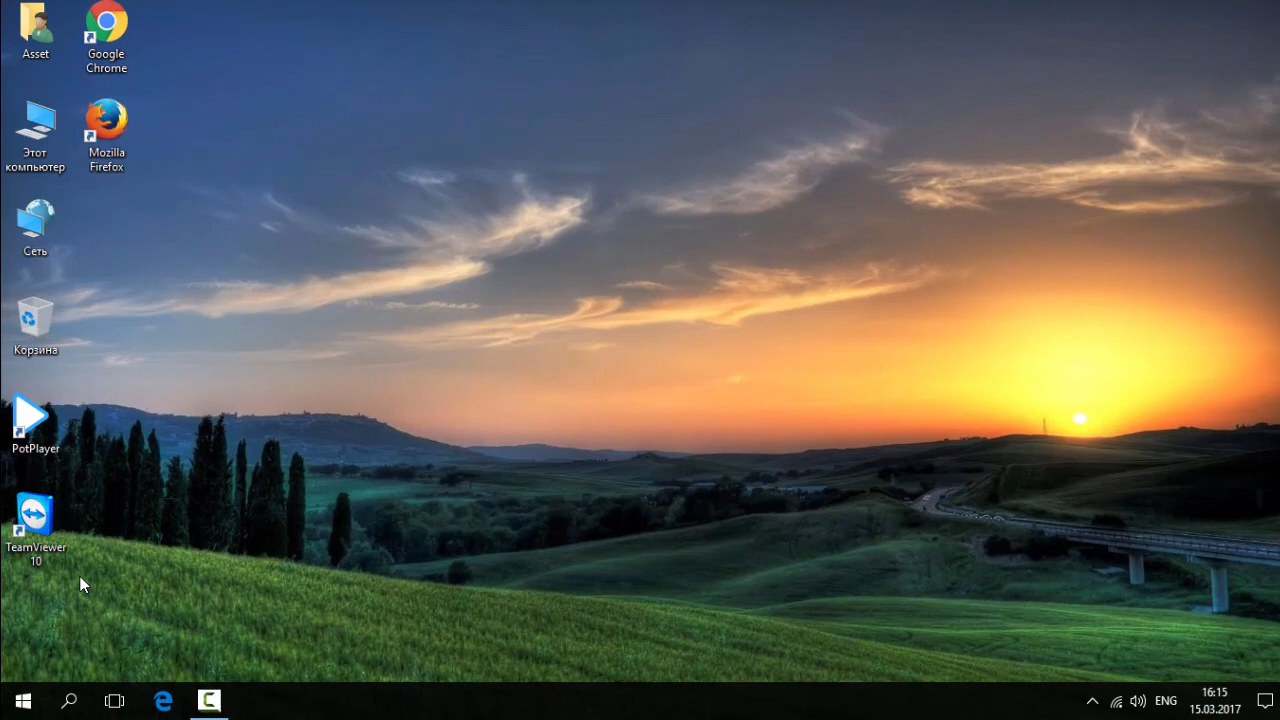 Asset
Google
Chrome
Этот
компьютер
Mozilla
Firefox
Сеть
Корзина
PotPlayer
TeamViewer
10
ENG
16:15
15.03.2017